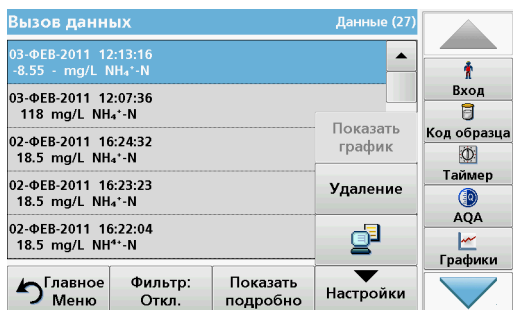 Вызов данных
Данные (27)
03-ФЕВ-2011 12:13:16
-8.55 - mg/L NH₄⁺-N
03-ФЕВ-2011 12:07:36
118 mg/L NH₄⁺-N
02-ФЕВ-2011 16:24:32
18.5 mg/L NH₄⁺-N
02-ФЕВ-2011 16:23:23
18.5 mg/L NH₄⁺-N
02-ФЕВ-2011 16:22:04
18.5 mg/L NH⁴⁺-N
Показать
график
Удаление
Главное
Меню
Фильтр:
Откл.
Показать
подробно
Настройки
Вход
Код образца
Таймер
AQA
Графики